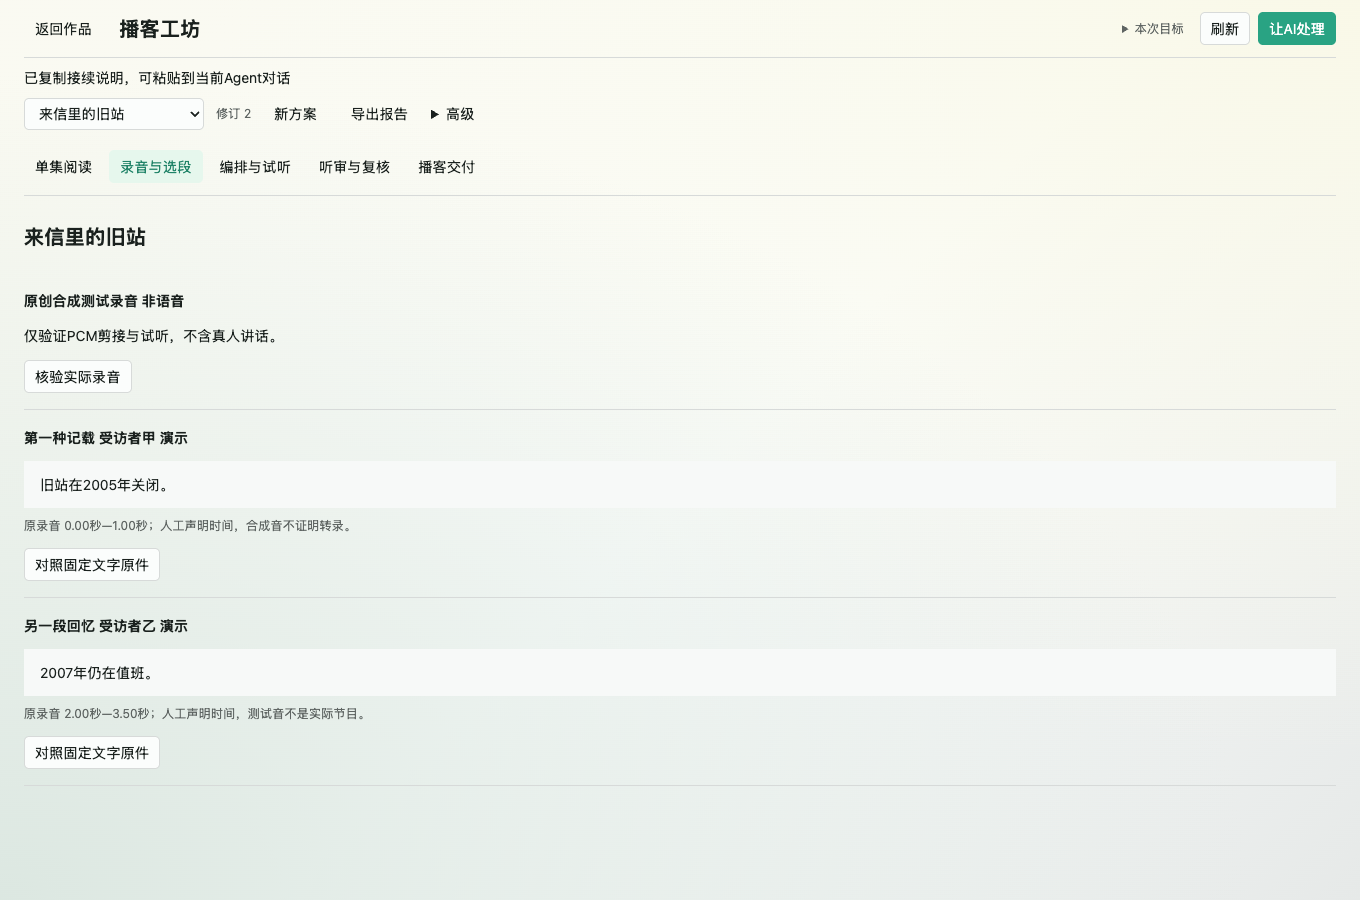 返回作品 播客工坊 本次目标 刷新 让AI处理
已复制接续说明，可粘贴到当前Agent对话
来信里的旧站 修订 2 新方案 导出报告 高级
单集阅读 录音与选段 编排与试听 听审与复核 播客交付
来信里的旧站
原创合成测试录音 非语音
仅验证PCM剪接与试听，不含真人讲话。
核验实际录音
第一种记载 受访者甲 演示
旧站在2005年关闭。
原录音 0.00秒—1.00秒；人工声明时间，合成音不证明转录。
对照固定文字原件
另一段回忆 受访者乙 演示
2007年仍在值班。
原录音 2.00秒—3.50秒；人工声明时间，测试音不是实际节目。
对照固定文字原件